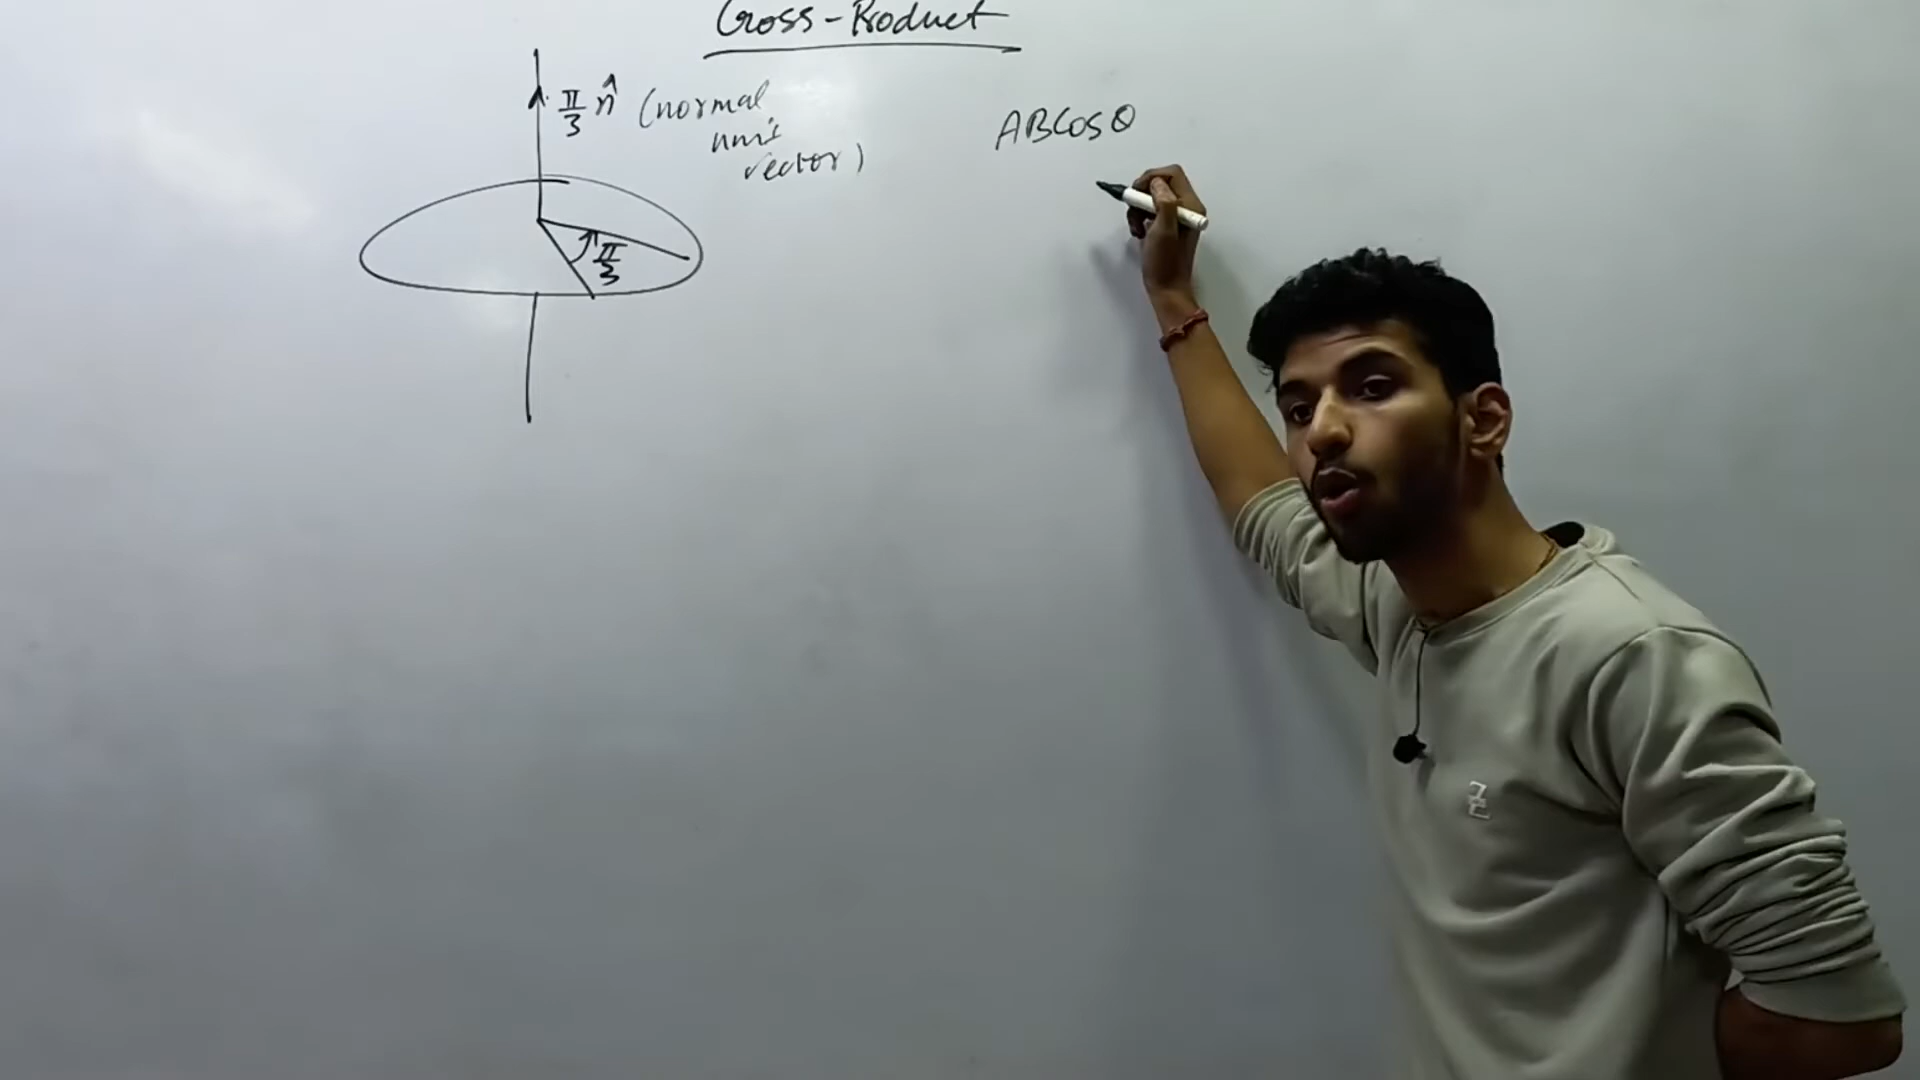 Cross-Product
π/3 n̂ (normal
unit
vector)
ABCosθ
π/3